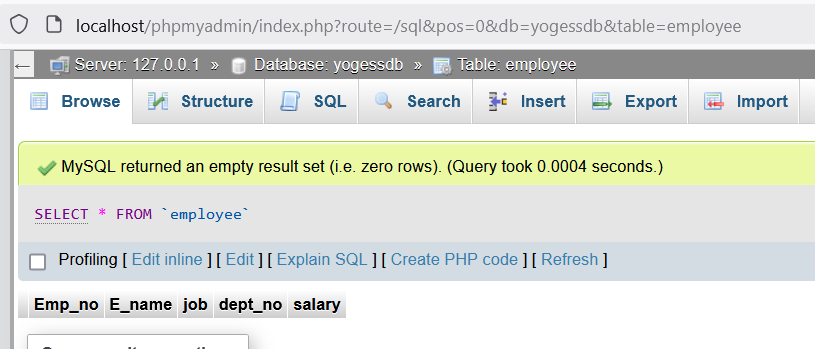 localhost/phpmyadmin/index.php?route=/sql&pos=0&db=yogessdb&table=employee
Server: 127.0.0.1 » Database: yogessdb » Table: employee
Browse Structure SQL Search Insert Export Import
MySQL returned an empty result set (i.e. zero rows). (Query took 0.0004 seconds.)
SELECT * FROM `employee`
Profiling [ Edit inline ] [ Edit ] [ Explain SQL ] [ Create PHP code ] [ Refresh ]
Emp_no E_name job dept_no salary